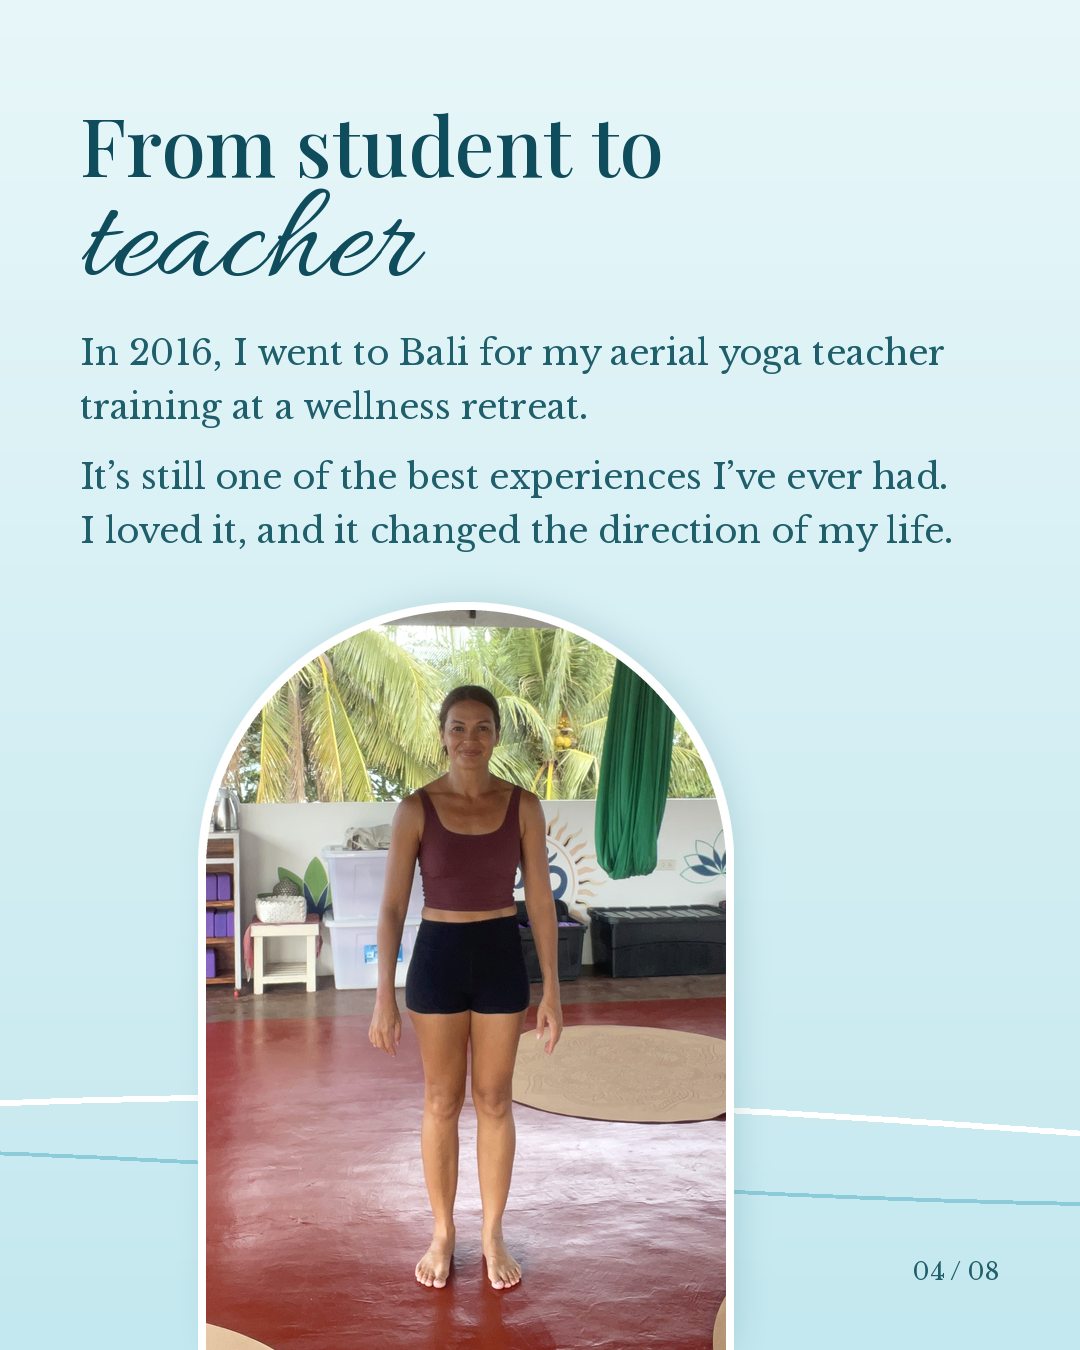 From student to
teacher
In 2016, I went to Bali for my aerial yoga teacher
training at a wellness retreat.
It’s still one of the best experiences I’ve ever had.
I loved it, and it changed the direction of my life.
04 / 08